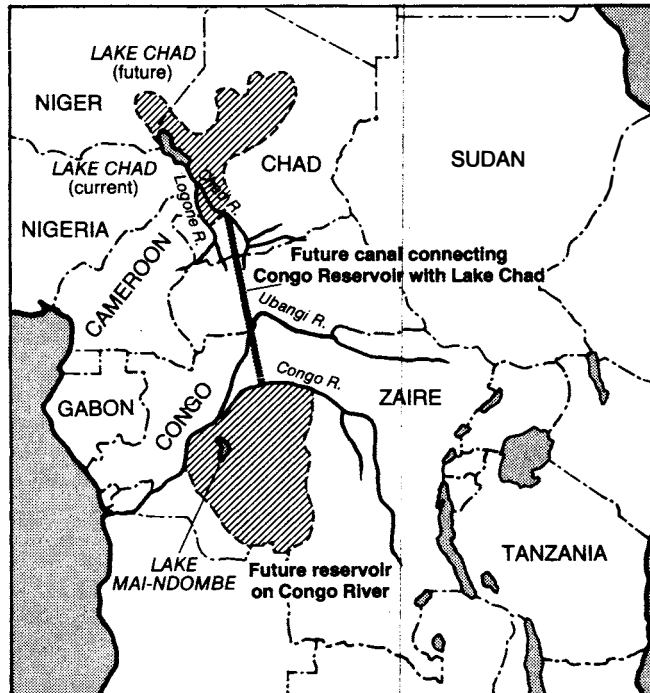 LAKE CHAD
(future)
NIGER
CHAD
SUDAN
LAKE CHAD
(current)
Logone R.
Chari R.
NIGERIA
CAMEROON
Future canal connecting
Congo Reservoir with Lake Chad
Ubangi R.
Congo R.
ZAIRE
GABON
CONGO
LAKE
MAI-NDOMBE
Future reservoir
on Congo River
TANZANIA